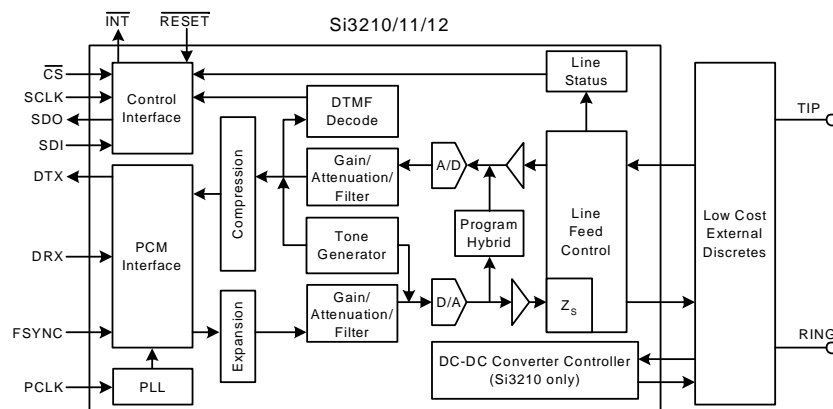 INT
RESET
Si3210/11/12
CS
SCLK
SDO
SDI
DTX
DRX
FSYNC
PCLK
Control
Interface
PCM
Interface
PLL
Compression
Expansion
DTMF
Decode
Gain/
Attenuation/
Filter
Tone
Generator
Gain/
Attenuation/
Filter
A/D
Program
Hybrid
D/A
Line
Status
Line
Feed
Control
ZS
DC-DC Converter Controller
(Si3210 only)
Low Cost
External
Discretes
TIP
RING